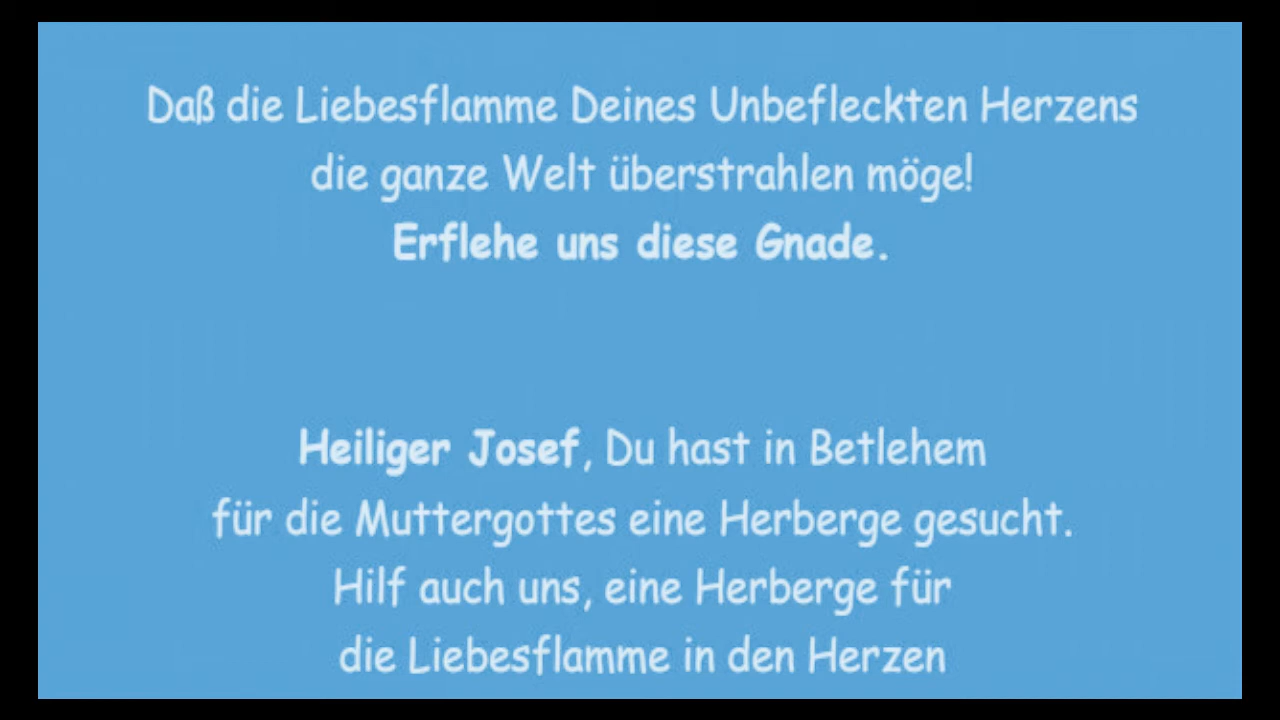 Daß die Liebesflamme Deines Unbefleckten Herzens
die ganze Welt überstrahlen möge!
Erflehe uns diese Gnade.
Heiliger Josef, Du hast in Betlehem
für die Muttergottes eine Herberge gesucht.
Hilf auch uns, eine Herberge für
die Liebesflamme in den Herzen